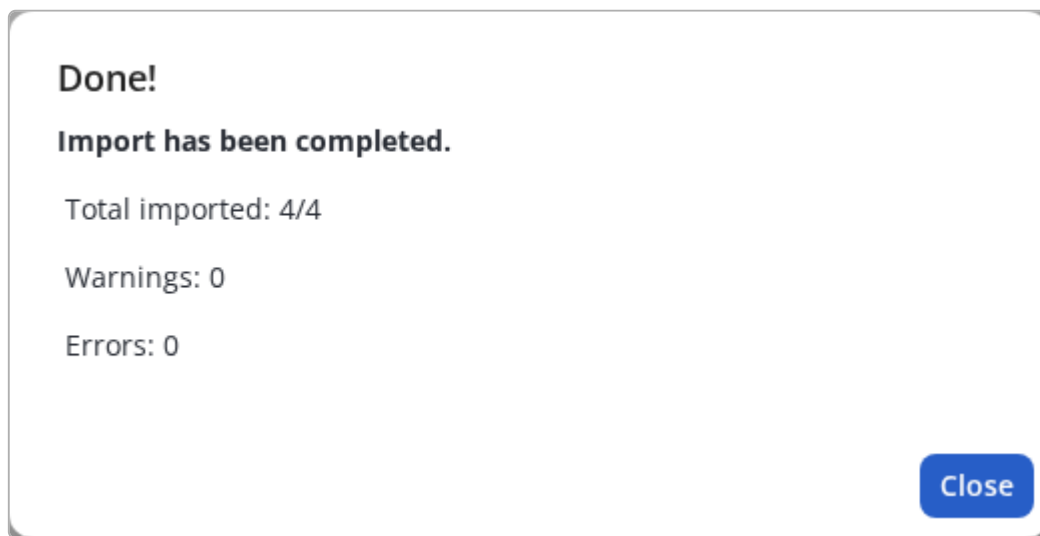 Done!
Import has been completed.
Total imported: 4/4
Warnings: 0
Errors: 0
Close